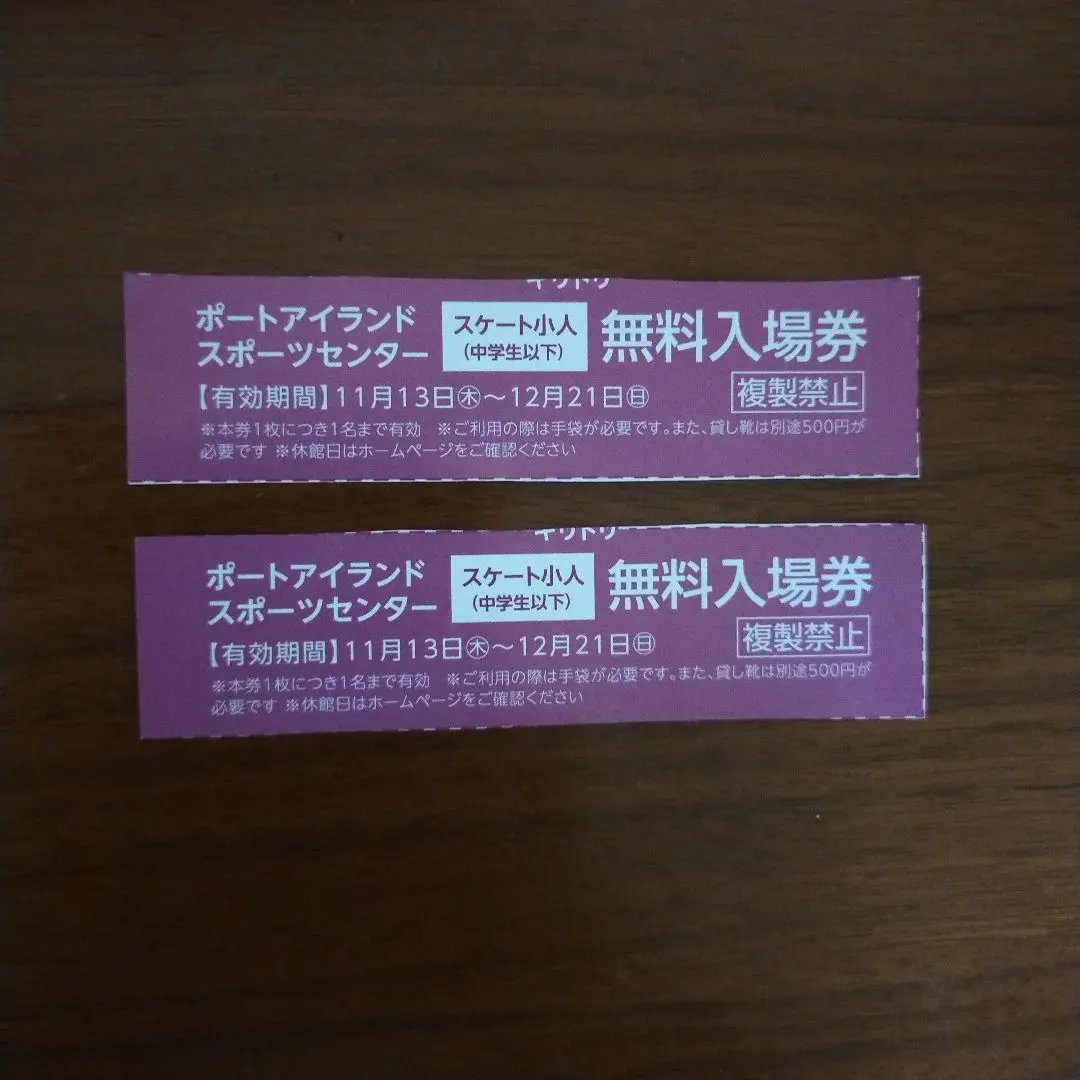 キリトリ
ポートアイランド
スポーツセンター
スケート小人
(中学生以下)
無料入場券
【有効期間】11月13日㊍〜12月21日㊐
複製禁止
※本券1枚につき1名まで有効 ※ご利用の際は手袋が必要です。また、貸し靴は別途500円が
必要です ※休館日はホームページをご確認ください
キリトリ
ポートアイランド
スポーツセンター
スケート小人
(中学生以下)
無料入場券
【有効期間】11月13日㊍〜12月21日㊐
複製禁止
※本券1枚につき1名まで有効 ※ご利用の際は手袋が必要です。また、貸し靴は別途500円が
必要です ※休館日はホームページをご確認ください